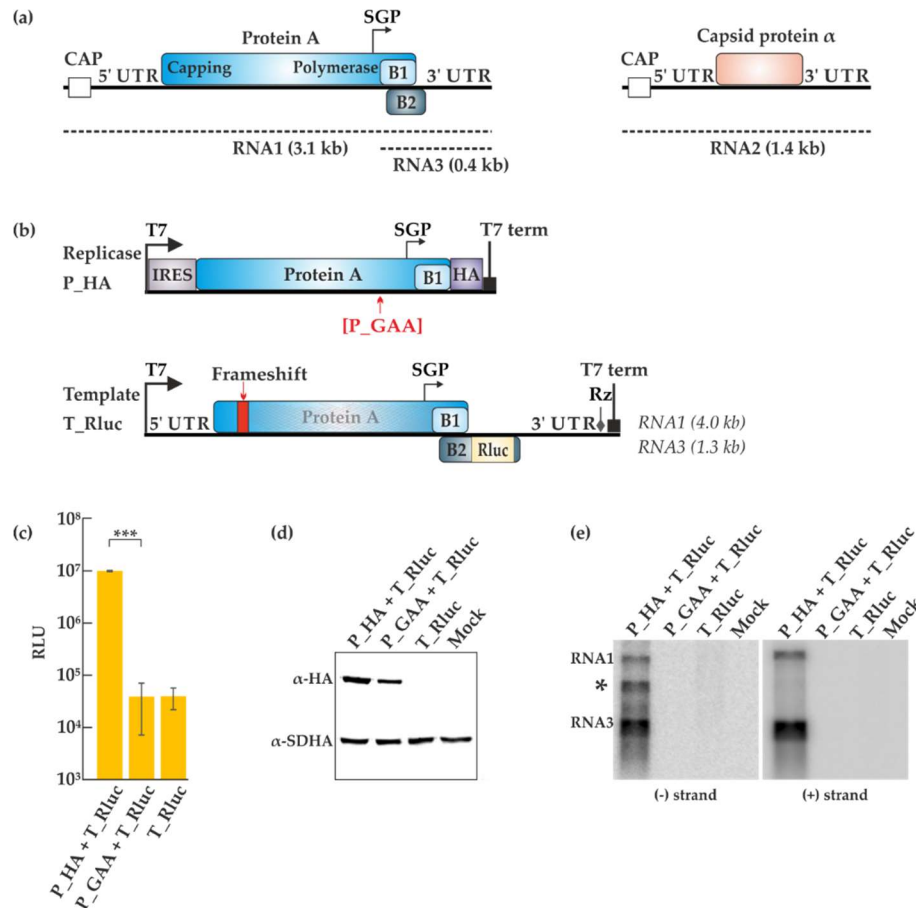 (a)
SGP
Protein A
Capsid protein α
CAP
5' UTR
Capping
Polymerase
B1
3' UTR
CAP
5' UTR
3' UTR
B2
RNA1 (3.1 kb)
RNA3 (0.4 kb)
RNA2 (1.4 kb)
(b)
T7
SGP
T7 term
Replicase
P_HA
IRES
Protein A
B1
HA
[P_GAA]
T7
Frameshift
SGP
T7 term
Template
T_Rluc
Rz
5' UTR
Protein A
B1
3' UTR
RNA1 (4.0 kb)
B2
Rluc
RNA3 (1.3 kb)
(c)
RLU
10⁸
10⁷
10⁶
10⁵
10⁴
10³
***
P_HA + T_Rluc
P_GAA + T_Rluc
T_Rluc
(d)
P_HA + T_Rluc
P_GAA + T_Rluc
T_Rluc
Mock
α-HA
α-SDHA
(e)
P_HA + T_Rluc
P_GAA + T_Rluc
T_Rluc
Mock
P_HA + T_Rluc
P_GAA + T_Rluc
T_Rluc
Mock
RNA1
*
RNA3
(-) strand
(+) strand